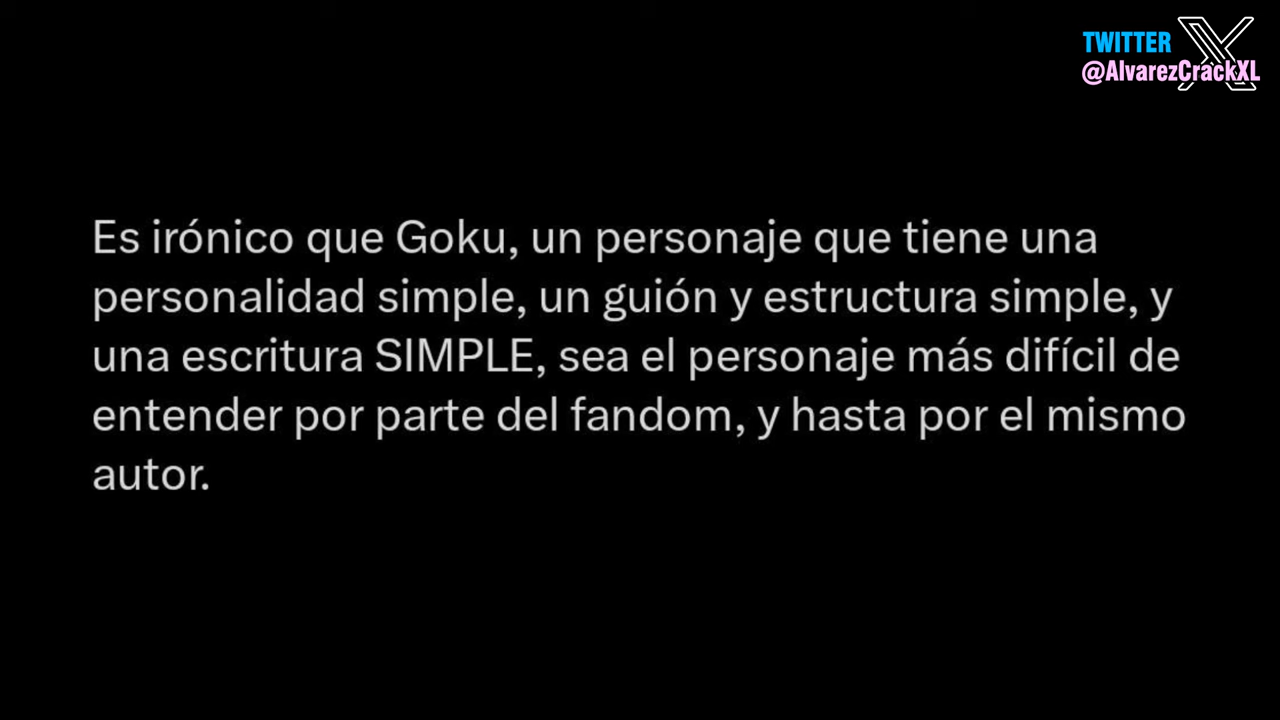 TWITTER
@AlvarezCrackXL
Es irónico que Goku, un personaje que tiene una
personalidad simple, un guión y estructura simple, y
una escritura SIMPLE, sea el personaje más difícil de
entender por parte del fandom, y hasta por el mismo
autor.